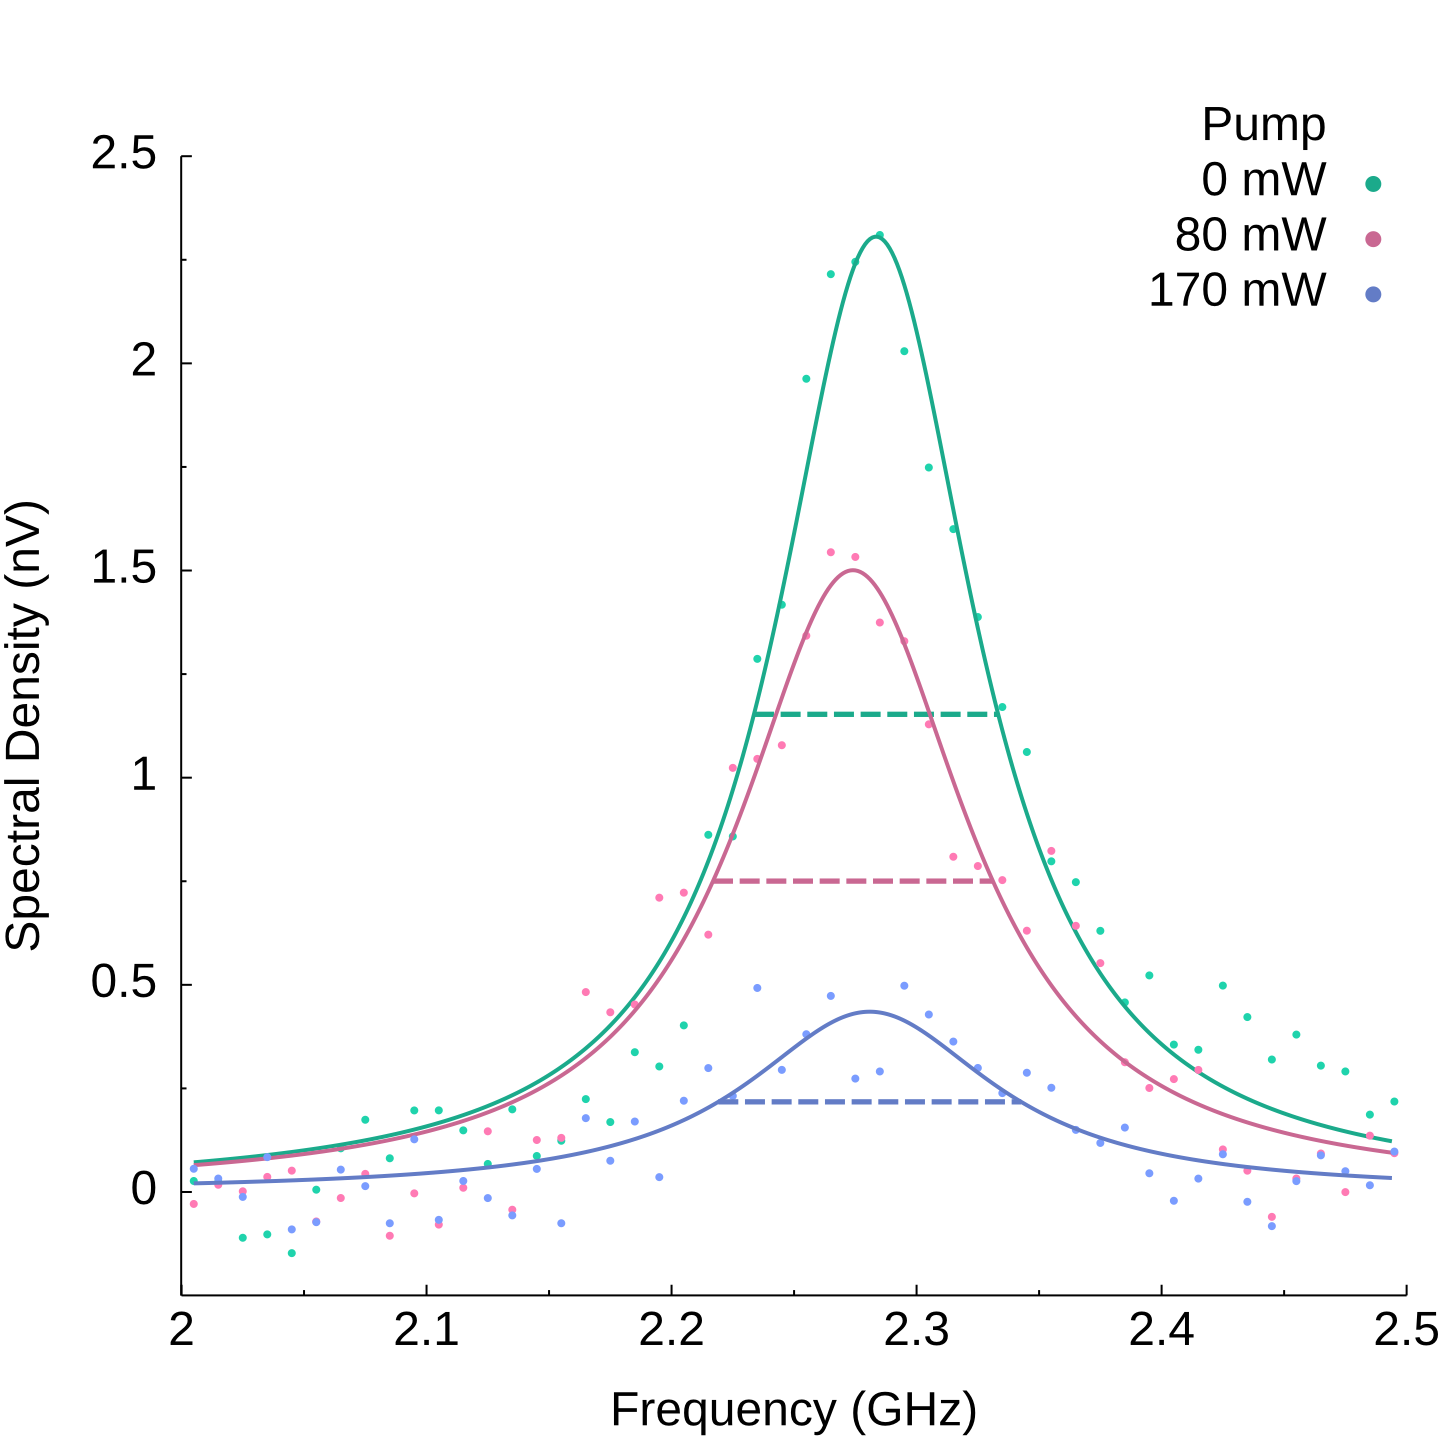 Pump
0 mW
80 mW
170 mW
2.5
2
1.5
1
0.5
0
Spectral Density (nV)
2 2.1 2.2 2.3 2.4 2.5
Frequency (GHz)